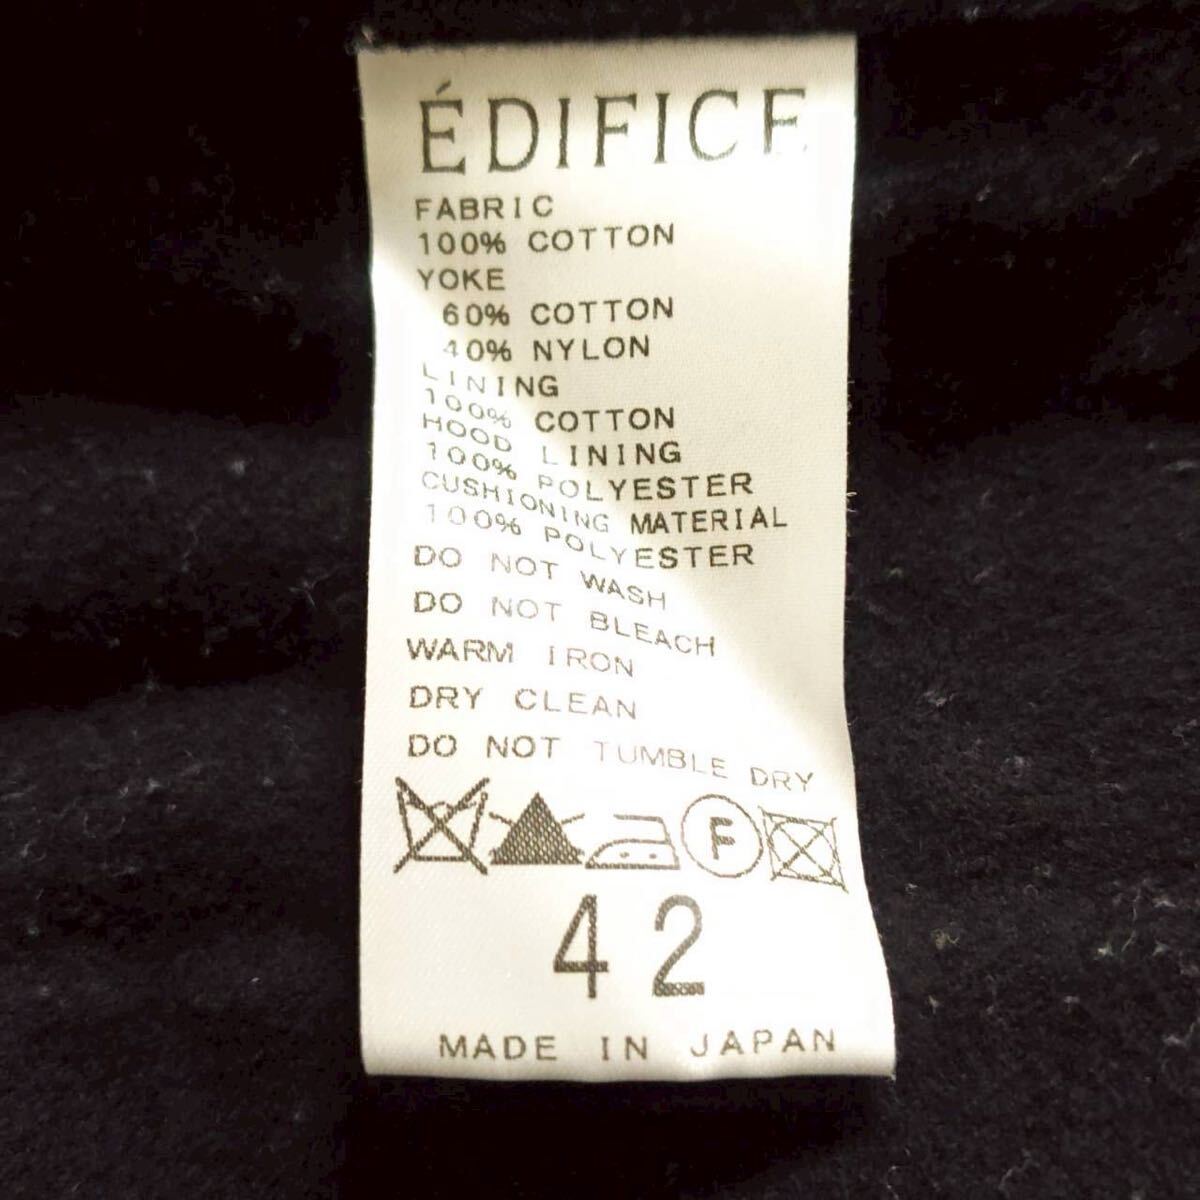 ÉDIFICE
FABRIC
100% COTTON
YOKE
60% COTTON
40% NYLON
LINING
100% COTTON
HOOD LINING
100% POLYESTER
CUSHIONING MATERIAL
100% POLYESTER
DO NOT WASH
DO NOT BLEACH
WARM IRON
DRY CLEAN
DO NOT TUMBLE DRY
F
42
MADE IN JAPAN